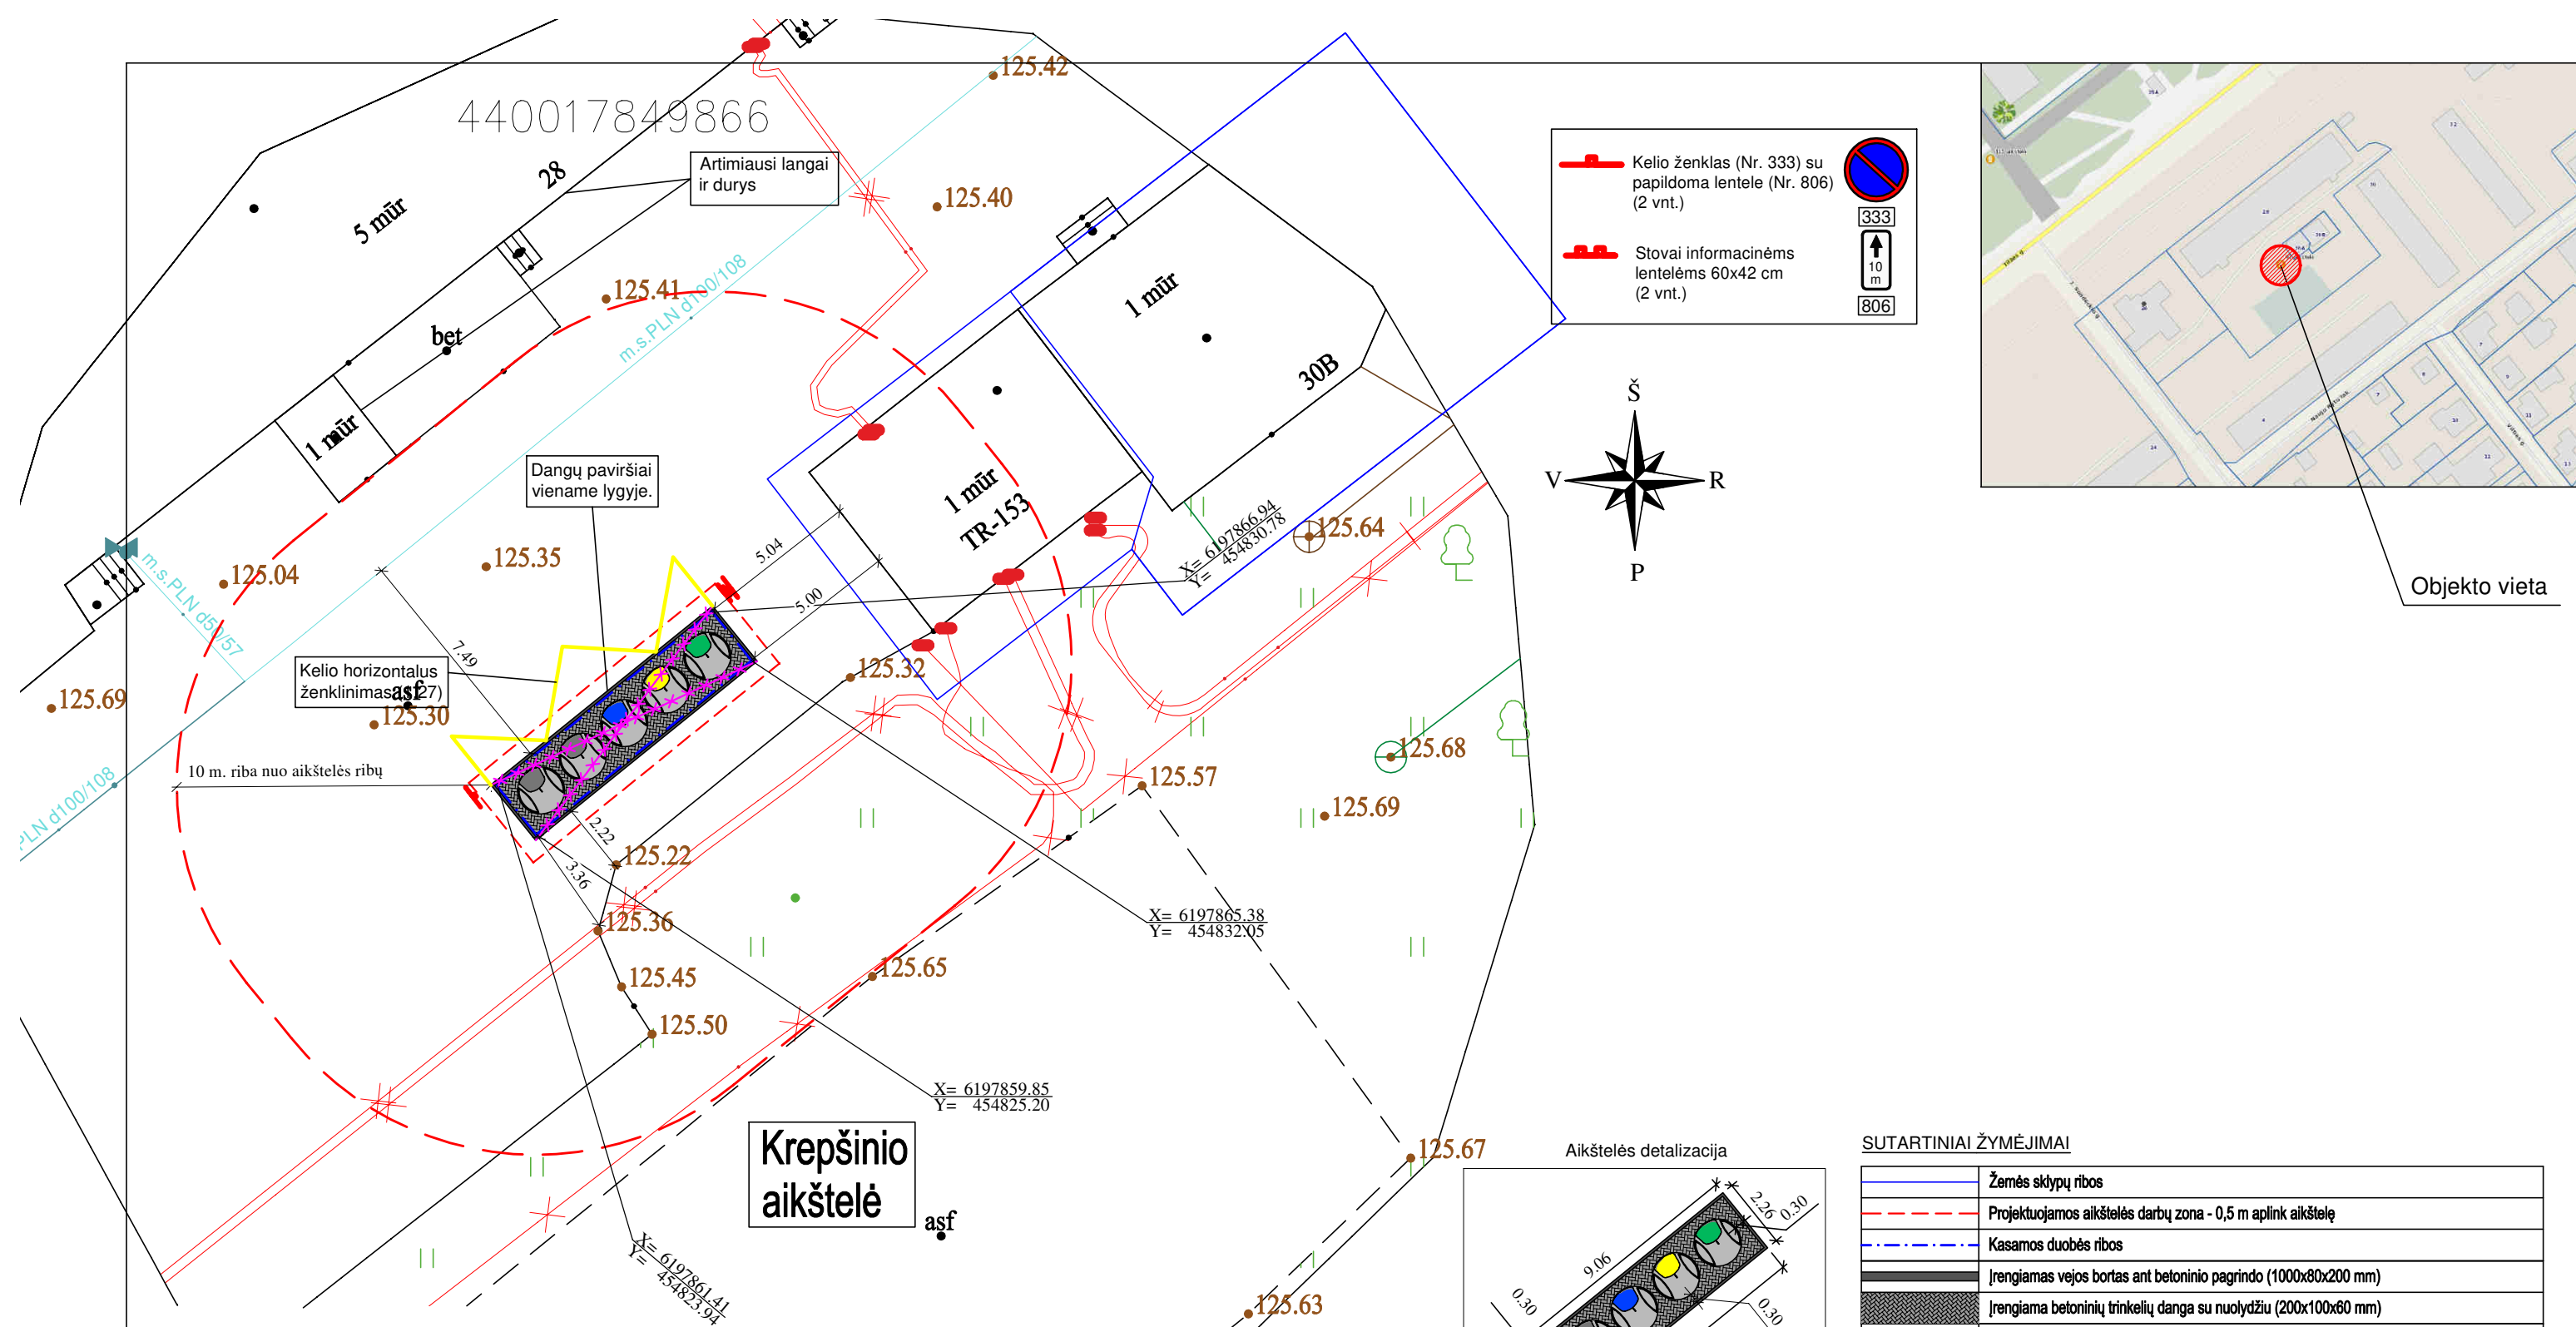 440017849866
28
Artimiausi langai
ir durys
5 mūr
bet
1 mūr
125.42
125.40
125.41
m.s.PLN d100/108
1 mūr
30B
1 mūr
TR-153
Kelio ženklas (Nr. 333) su
papildoma lentele (Nr. 806)
(2 vnt.)
333
Stovai informacinėms
lentelėms 60x42 cm
(2 vnt.)
10
m
806
Š
V
R
P
Objekto vieta
Dangų paviršiai
viename lygyje.
125.04
125.35
m.s.PLN d50/57
5.04
5.00
7.49
X= 6197866.94
Y= 454830.78
125.64
Kelio horizontalus
ženklinimas (1.27)
asf
125.69
125.30
125.32
10 m. riba nuo aikštelės ribų
PLN d100/108
125.68
125.57
125.69
2.22
3.36
125.22
125.36
125.45
125.50
125.65
X= 6197865.38
Y= 454832.05
X= 6197859.85
Y= 454825.20
X= 6197861.41
Y= 454823.94
Krepšinio
aikštelė
asf
125.67
125.63
Aikštelės detalizacija
9.06
2.26
0.30
0.30
0.30
SUTARTINIAI ŽYMĖJIMAI
Žemės sklypų ribos
Projektuojamos aikštelės darbų zona - 0,5 m aplink aikštelę
Kasamos duobės ribos
Įrengiamas vejos bortas ant betoninio pagrindo (1000x80x200 mm)
Įrengiama betoninių trinkelių danga su nuolydžiu (200x100x60 mm)